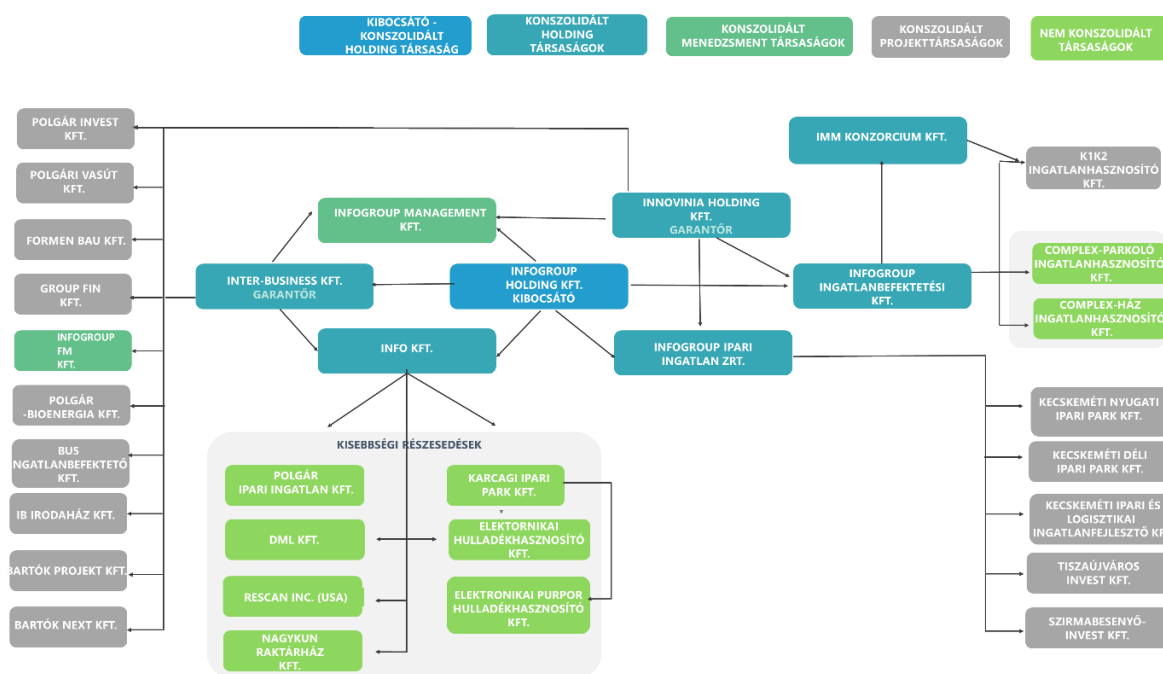 KIBOCSÁTÓ -
KONSZOLIDÁLT
HOLDING TÁRSASÁG
KONSZOLIDÁLT
HOLDING
TÁRSASÁGOK
KONSZOLIDÁLT
MENEDZSMENT TÁRSASÁGOK
KONSZOLIDÁLT
PROJEKTTÁRSASÁGOK
NEM KONSZOLIDÁLT
TÁRSASÁGOK
POLGÁR INVEST
KFT.
POLGÁRI VASÚT
KFT.
FORMEN BAU KFT.
GROUP FIN
KFT.
INFOGROUP
FM
KFT.
POLGÁR
-BIOENERGIA KFT.
BU5
NGATLANBEFEKTETŐ
KFT.
IB IRODAHÁZ KFT.
BARTÓK PROJEKT KFT.
BARTÓK NEXT KFT.
INFOGROUP MANAGEMENT
KFT.
INTER-BUSINESS KFT.
GARANTŐR
INFOGROUP
HOLDING KFT.
KIBOCSÁTÓ
INFO KFT.
INNOVINIA HOLDING
KFT.
GARANTŐR
INFOGROUP IPARI
INGATLAN ZRT.
IMM KONZORCIUM KFT.
INFOGROUP
INGATLANBEFEKTETÉSI
KFT.
K1K2
INGATLANHASZNOSÍTÓ
KFT.
COMPLEX-PARKOLÓ
INGATLANHASZNOSÍTÓ
KFT.
COMPLEX-HÁZ
INGATLANHASZNOSÍTÓ
KFT.
KECSKEMÉTI NYUGATI
IPARI PARK KFT.
KECSKEMÉTI DÉLI
IPARI PARK KFT.
KECSKEMÉTI IPARI ÉS
LOGISZTIKAI
INGATLANFEJLESZTŐ KF
TISZAÚJVÁROS
INVEST KFT.
SZIRMABESENYŐ-
INVEST KFT.
KISEBBSÉGI RÉSZESEDÉSEK
POLGÁR
IPARI INGATLAN KFT.
DML KFT.
RESCAN INC. (USA)
NAGYKUN
RAKTÁRHÁZ
KFT.
KARCAGI IPARI
PARK KFT.
ELEKTORNIKAI
HULLADÉKHASZNOSÍTÓ
KFT.
ELEKTRONIKAI PURPOR
HULLADÉKHASZNOSÍTÓ
KFT.